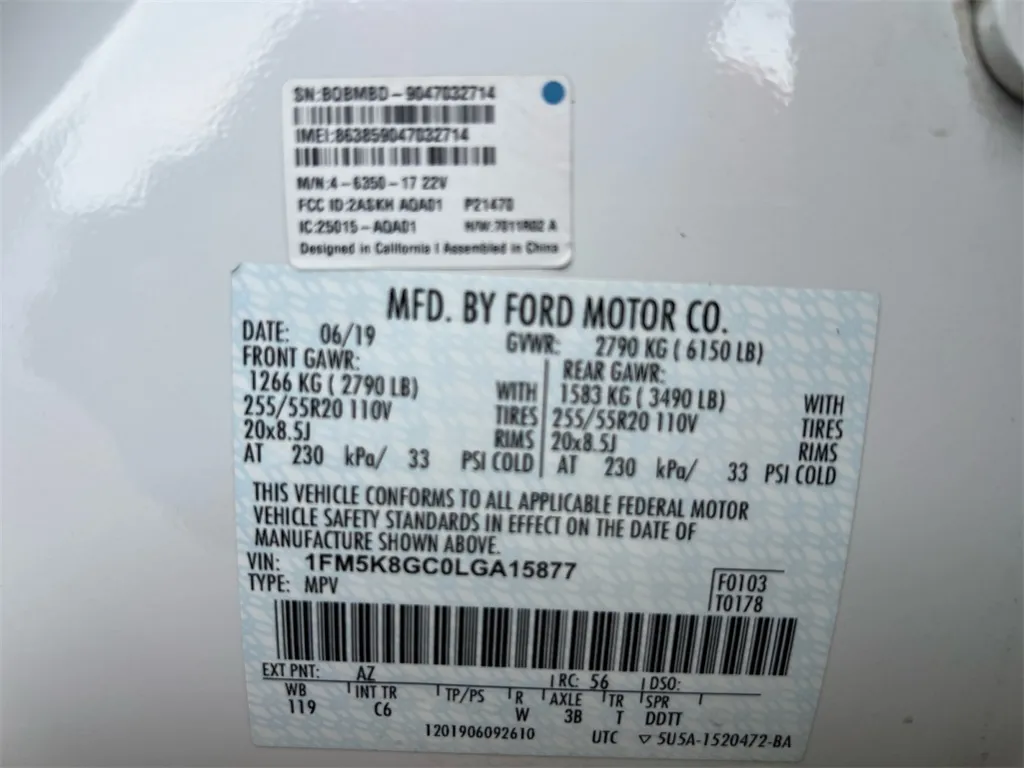 SN:BQBMBD-9047032714
IMEI:863859047032714
M/N:4-6350-17 22V
FCC ID:2ASKH AQA01 P21470
IC:25015-AQA01 H/W:7011R02 A
Designed in California I Assembled in China
MFD. BY FORD MOTOR CO.
DATE: 06/19 GVWR: 2790 KG ( 6150 LB)
FRONT GAWR: REAR GAWR:
1266 KG ( 2790 LB) WITH 1583 KG ( 3490 LB) WITH
255/55R20 110V TIRES 255/55R20 110V TIRES
20x8.5J RIMS 20x8.5J RIMS
AT 230 kPa/ 33 PSI COLD AT 230 kPa/ 33 PSI COLD
THIS VEHICLE CONFORMS TO ALL APPLICABLE FEDERAL MOTOR
VEHICLE SAFETY STANDARDS IN EFFECT ON THE DATE OF
MANUFACTURE SHOWN ABOVE.
VIN: 1FM5K8GC0LGA15877
TYPE: MPV F0103
T0178
EXT PNT: AZ RC: 56 DSO:
WB INT TR TP/PS R AXLE TR SPR
119 C6 W 3B T DDTT
1201906092610 UTC ▽ 5U5A-1520472-BA